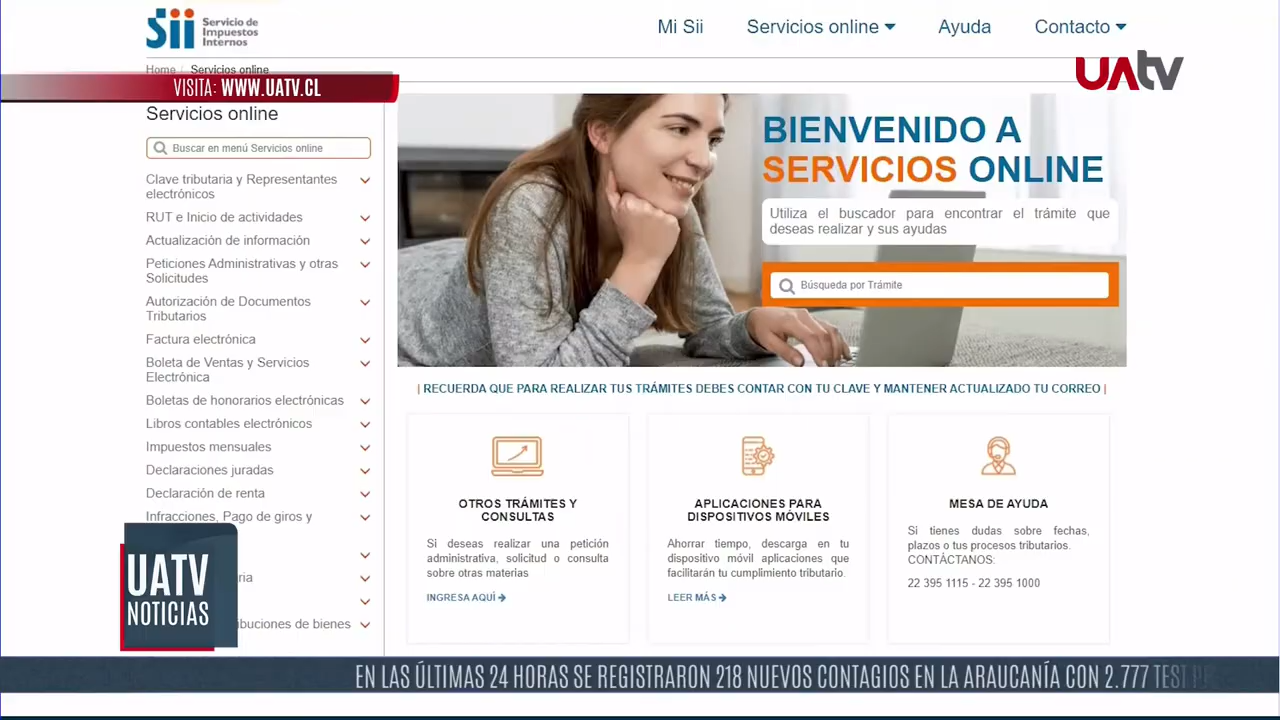 Sii Servicio de
Impuestos
Internos
Mi Sii
Servicios online
Ayuda
Contacto
Home / Servicios online
VISITA: WWW.UATV.CL
UAtv
Servicios online
Buscar en menú Servicios online
Clave tributaria y Representantes
electrónicos
RUT e Inicio de actividades
Actualización de información
Peticiones Administrativas y otras
Solicitudes
Autorización de Documentos
Tributarios
Factura electrónica
Boleta de Ventas y Servicios
Electrónica
Boletas de honorarios electrónicas
Libros contables electrónicos
Impuestos mensuales
Declaraciones juradas
Declaración de renta
Infracciones, Pago de giros y
ria
buciones de bienes
BIENVENIDO A
SERVICIOS ONLINE
Utiliza el buscador para encontrar el trámite que
deseas realizar y sus ayudas
Búsqueda por Trámite
| RECUERDA QUE PARA REALIZAR TUS TRÁMITES DEBES CONTAR CON TU CLAVE Y MANTENER ACTUALIZADO TU CORREO |
OTROS TRÁMITES Y
CONSULTAS
Si deseas realizar una petición
administrativa, solicitud o consulta
sobre otras materias
INGRESA AQUÍ
APLICACIONES PARA
DISPOSITIVOS MÓVILES
Ahorrar tiempo, descarga en tu
dispositivo móvil aplicaciones que
facilitarán tu cumplimiento tributario.
LEER MÁS
MESA DE AYUDA
Si tienes dudas sobre fechas,
plazos o tus procesos tributarios.
CONTÁCTANOS:
22 395 1115 - 22 395 1000
UATV
NOTICIAS
EN LAS ÚLTIMAS 24 HORAS SE REGISTRARON 218 NUEVOS CONTAGIOS EN LA ARAUCANÍA CON 2.777 TEST